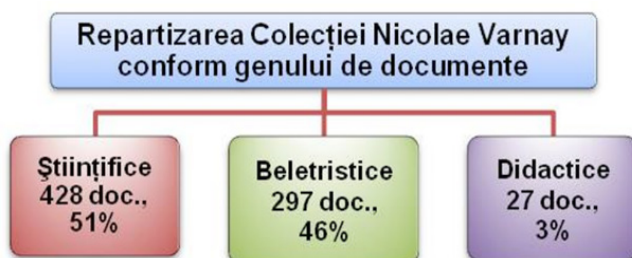 Repartizarea Colecției Nicolae Varnay
conform genului de documente
Ştiințifice
428 doc.,
51%
Beletristice
297 doc.,
46%
Didactice
27 doc.,
3%